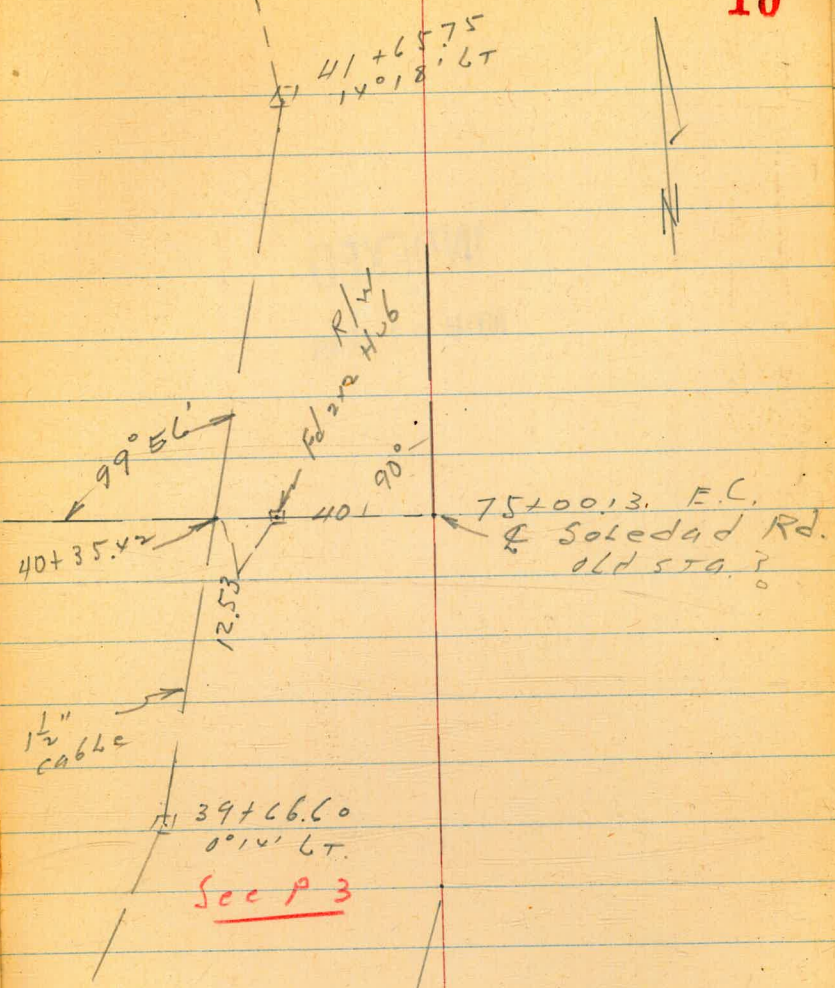 10
41 +65.75
14°18' LT
N
R/W
Fd 2x2 Hub
99°56'
90°
40'
75+00.13. E.C.
℄ Soledad Rd.
old sta. ?
40+35.42
12.53
1½"
cable
39+66.60
0°14' LT.
See P 3